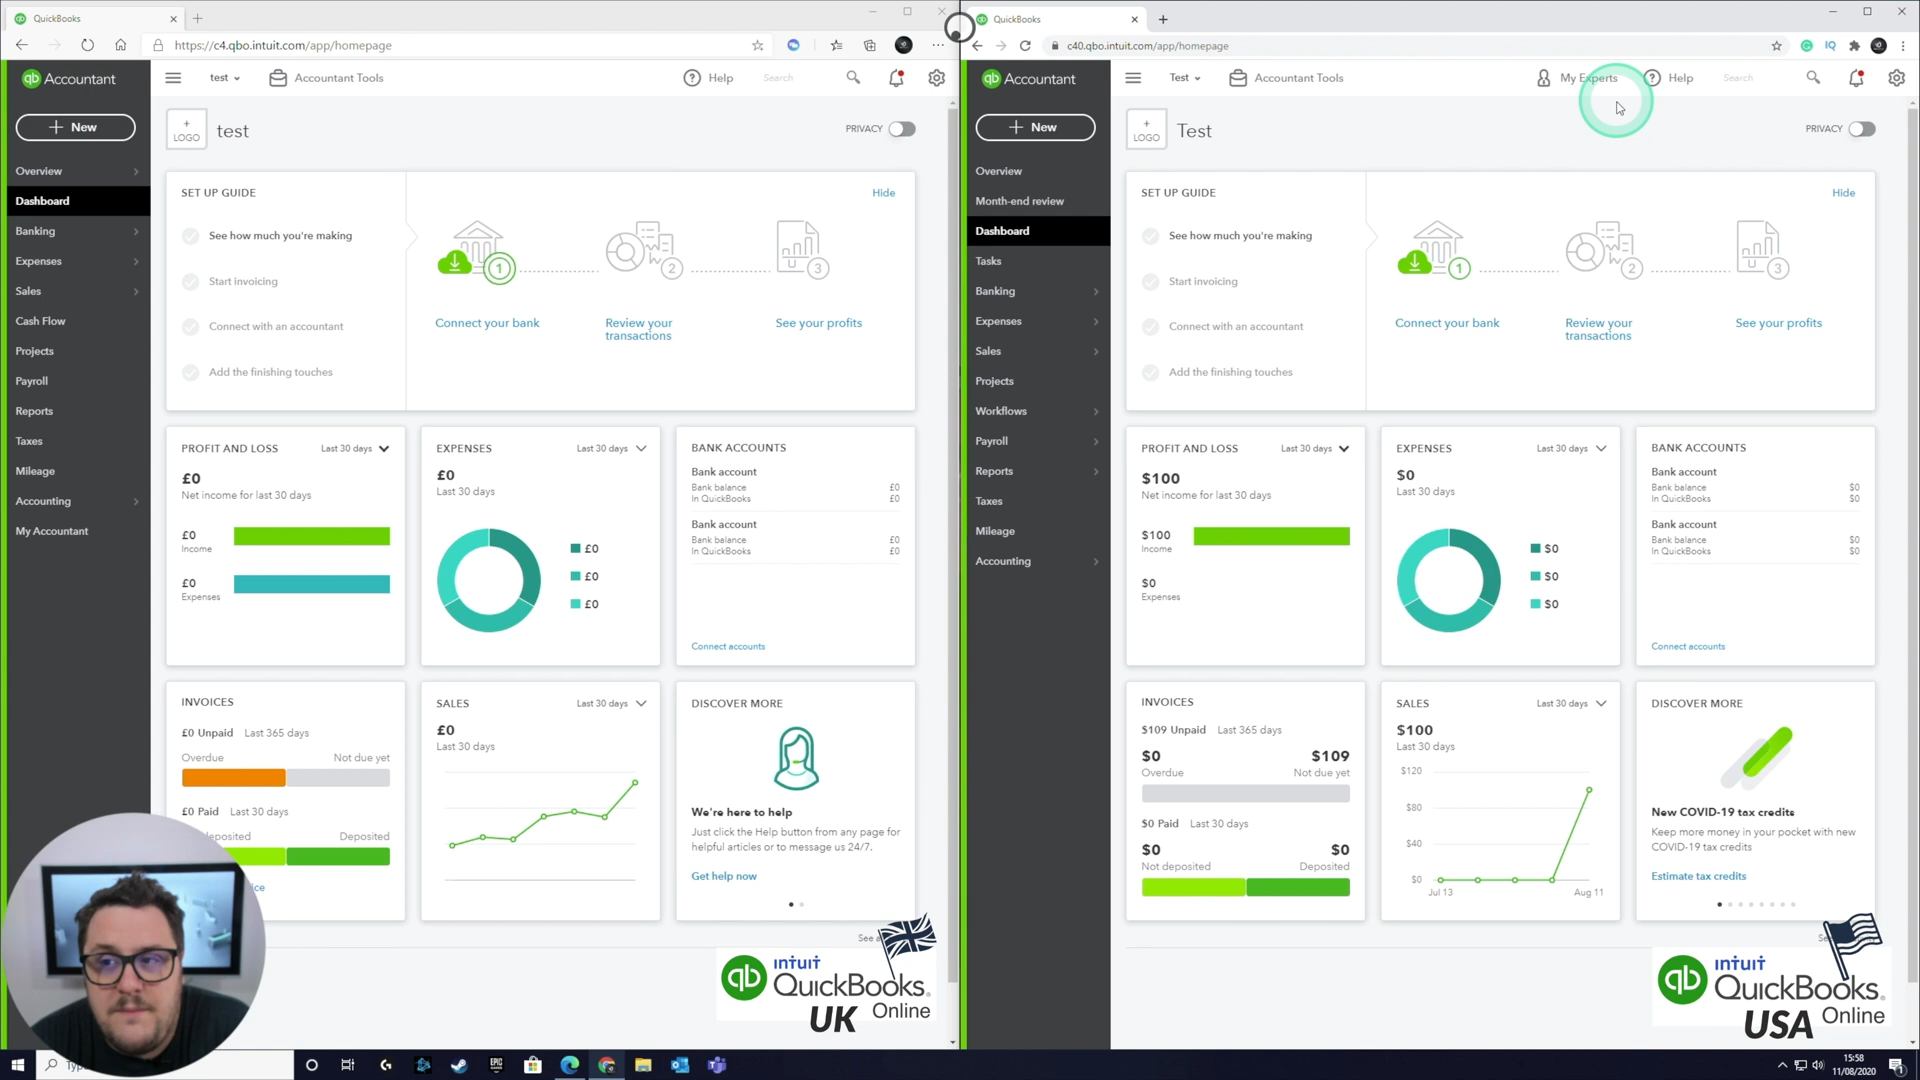 QuickBooks
https://c4.qbo.intuit.com/app/homepage
qb Accountant
test
Accountant Tools
Help
Search
+ New
+
LOGO
test
PRIVACY
Overview
Dashboard
Banking
Expenses
Sales
Cash Flow
Projects
Payroll
Reports
Taxes
Mileage
Accounting
My Accountant
SET UP GUIDE
Hide
See how much you're making
Start invoicing
Connect with an accountant
Add the finishing touches
1
2
3
Connect your bank
Review your
transactions
See your profits
PROFIT AND LOSS
Last 30 days
£0
Net income for last 30 days
£0
Income
£0
Expenses
EXPENSES
Last 30 days
£0
Last 30 days
£0
£0
£0
BANK ACCOUNTS
Bank account
Bank balance £0
In QuickBooks £0
Bank account
Bank balance £0
In QuickBooks £0
Connect accounts
INVOICES
£0 Unpaid Last 365 days
Overdue Not due yet
£0 Paid Last 30 days
Deposited
SALES
Last 30 days
£0
Last 30 days
DISCOVER MORE
We're here to help
Just click the Help button from any page for
helpful articles or to message us 24/7.
Get help now
qb
intuit
QuickBooks.
UK Online
QuickBooks
c40.qbo.intuit.com/app/homepage
IQ
qb Accountant
Test
Accountant Tools
My Experts
Help
Search
+ New
+
LOGO
Test
PRIVACY
Overview
Month-end review
Dashboard
Tasks
Banking
Expenses
Sales
Projects
Workflows
Payroll
Reports
Taxes
Mileage
Accounting
SET UP GUIDE
Hide
See how much you're making
Start invoicing
Connect with an accountant
Add the finishing touches
1
2
3
Connect your bank
Review your
transactions
See your profits
PROFIT AND LOSS
Last 30 days
$100
Net income for last 30 days
$100
Income
$0
Expenses
EXPENSES
Last 30 days
$0
Last 30 days
$0
$0
$0
BANK ACCOUNTS
Bank account
Bank balance $0
In QuickBooks $0
Bank account
Bank balance $0
In QuickBooks $0
Connect accounts
INVOICES
$109 Unpaid Last 365 days
$0 $109
Overdue Not due yet
$0 Paid Last 30 days
$0 $0
Not deposited Deposited
SALES
Last 30 days
$100
Last 30 days
$120
$80
$40
$0
Jul 13 Aug 11
DISCOVER MORE
New COVID-19 tax credits
Keep more money in your pocket with new
COVID-19 tax credits
Estimate tax credits
qb
intuit
QuickBooks.
USA Online
EPIC
GAMES
15:58
11/08/2020